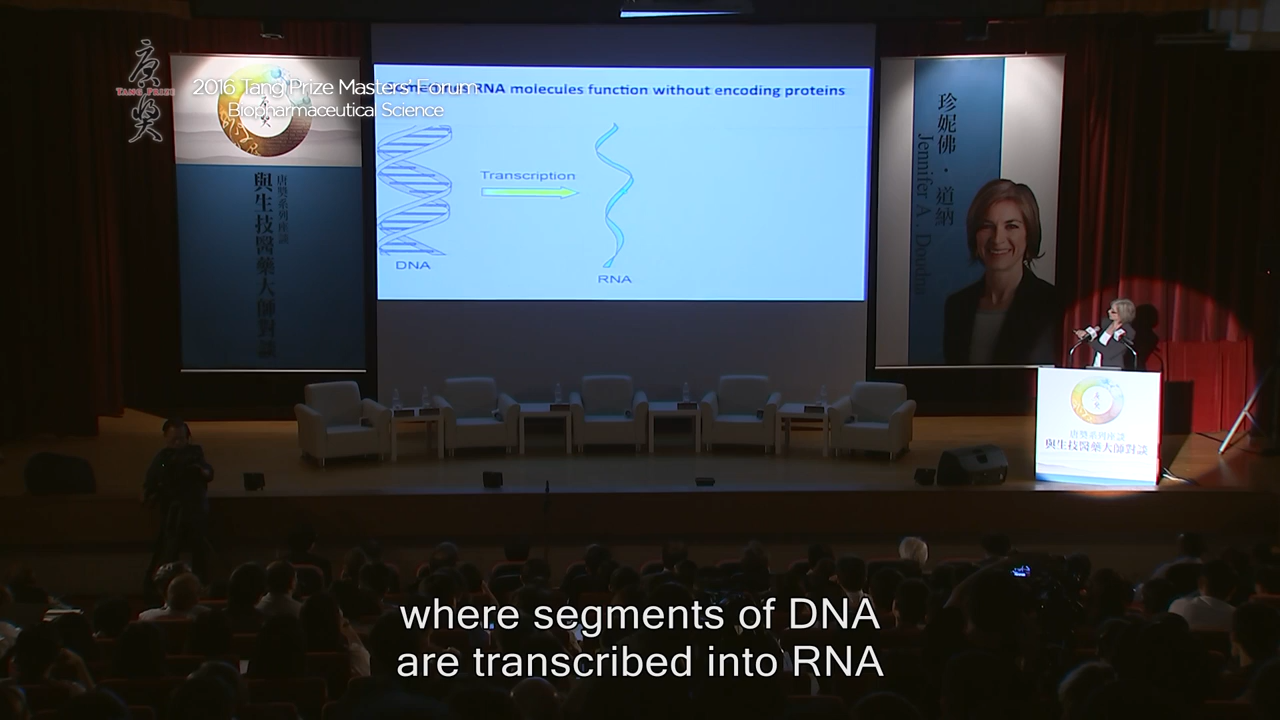 唐獎
TANG PRIZE
2016 Tang Prize Masters' Forum
Biopharmaceutical Science
RNA molecules function without encoding proteins
Transcription
DNA
RNA
唐獎系列座談
與生技醫藥大師對談
珍妮佛・道納
Jennifer A. Doudna
唐獎系列座談
與生技醫藥大師對談
where segments of DNA
are transcribed into RNA